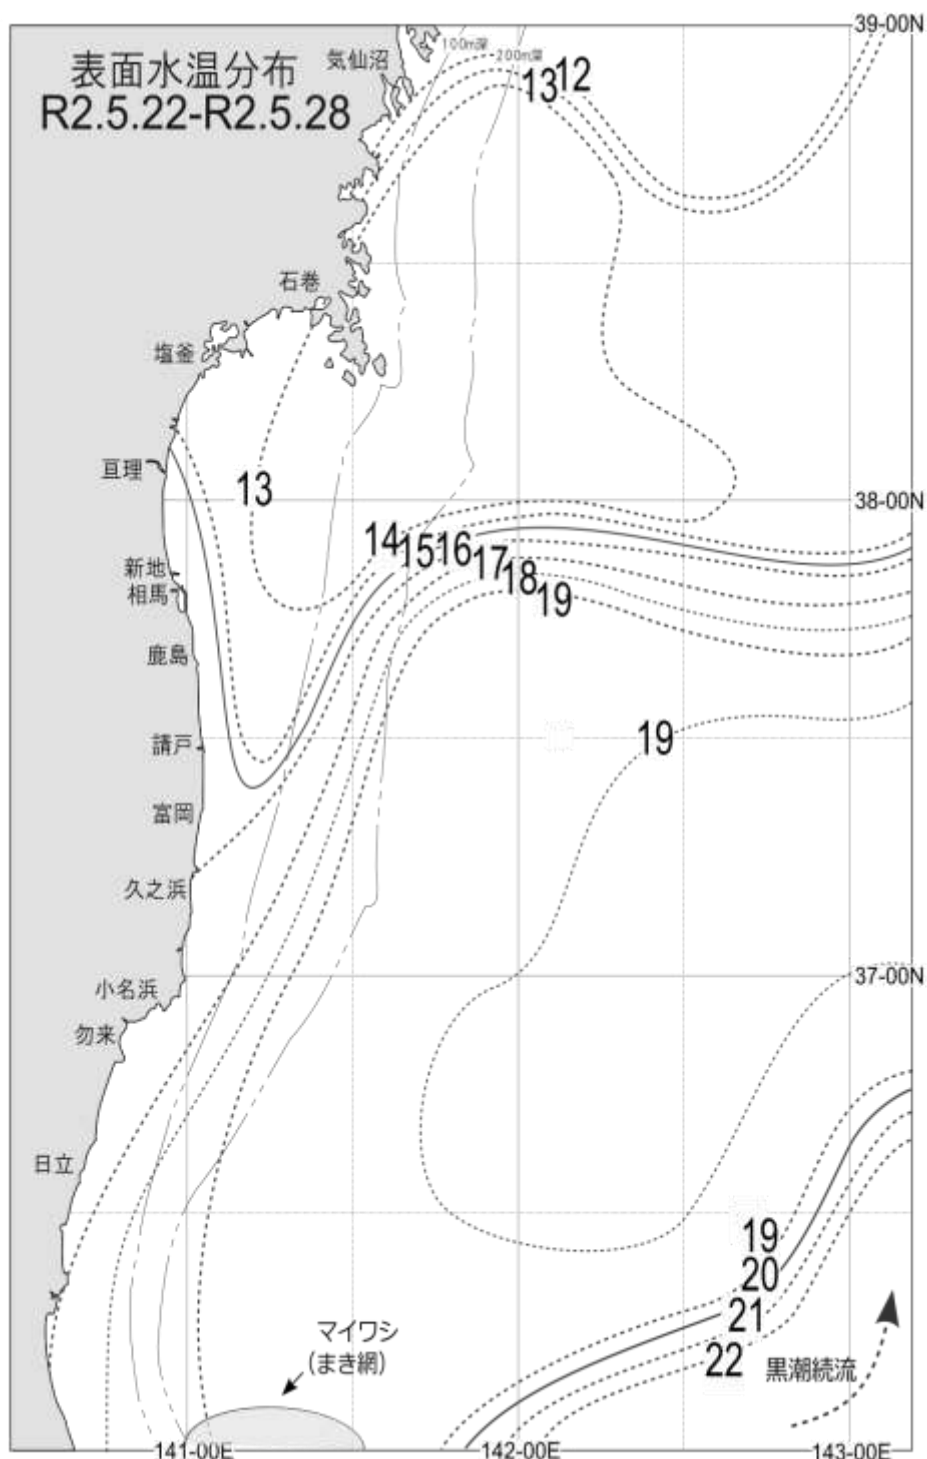 39-00N
表面水温分布
R2.5.22-R2.5.28
気仙沼
100m深
200m深
13
12
石巻
塩釜
亘理
13
38-00N
14
15
16
17
18
19
新地
相馬
鹿島
請戸
19
富岡
久之浜
37-00N
小名浜
勿来
日立
19
20
21
22
マイワシ
(まき網)
黒潮続流
141-00E
142-00E
143-00E